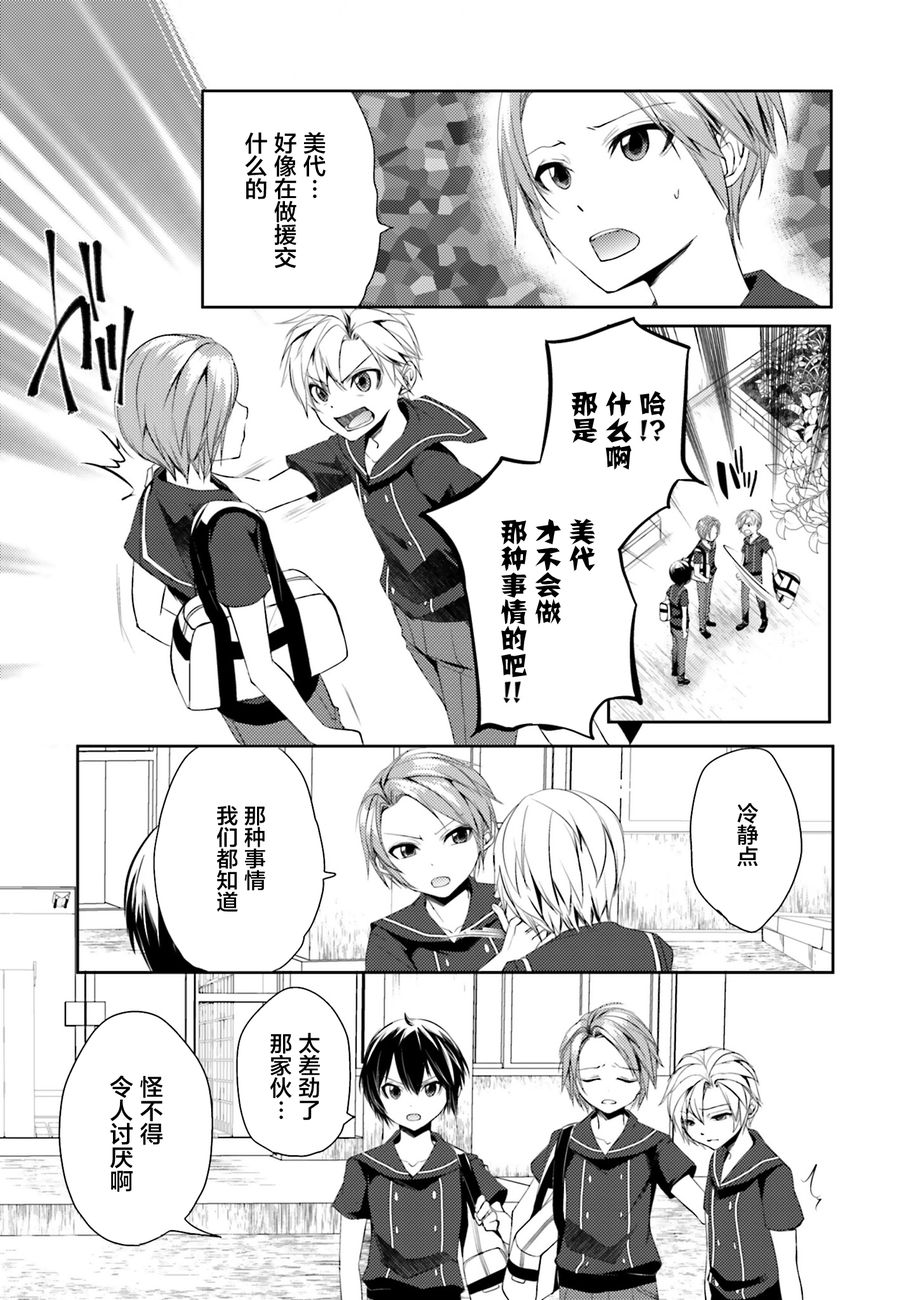 美代…
好像在做援交
什么的
哈!?
什么啊
那是
美代
才不会做
那种事情的吧!!
ガッ
冷静点
那种事情
我们都知道
太差劲了
那家伙…
怪不得
令人讨厌啊